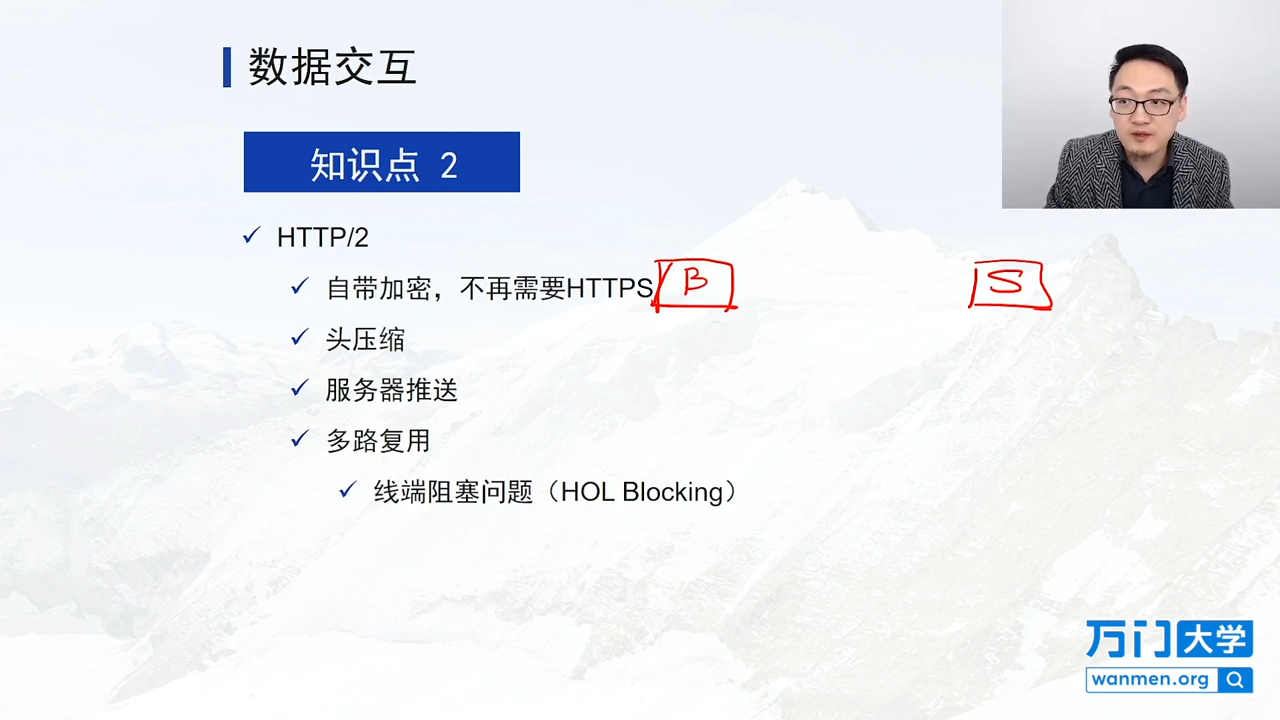 数据交互
知识点 2
HTTP/2
自带加密，不再需要HTTPS
B
S
头压缩
服务器推送
多路复用
线端阻塞问题（HOL Blocking）
万门大学
wanmen.org